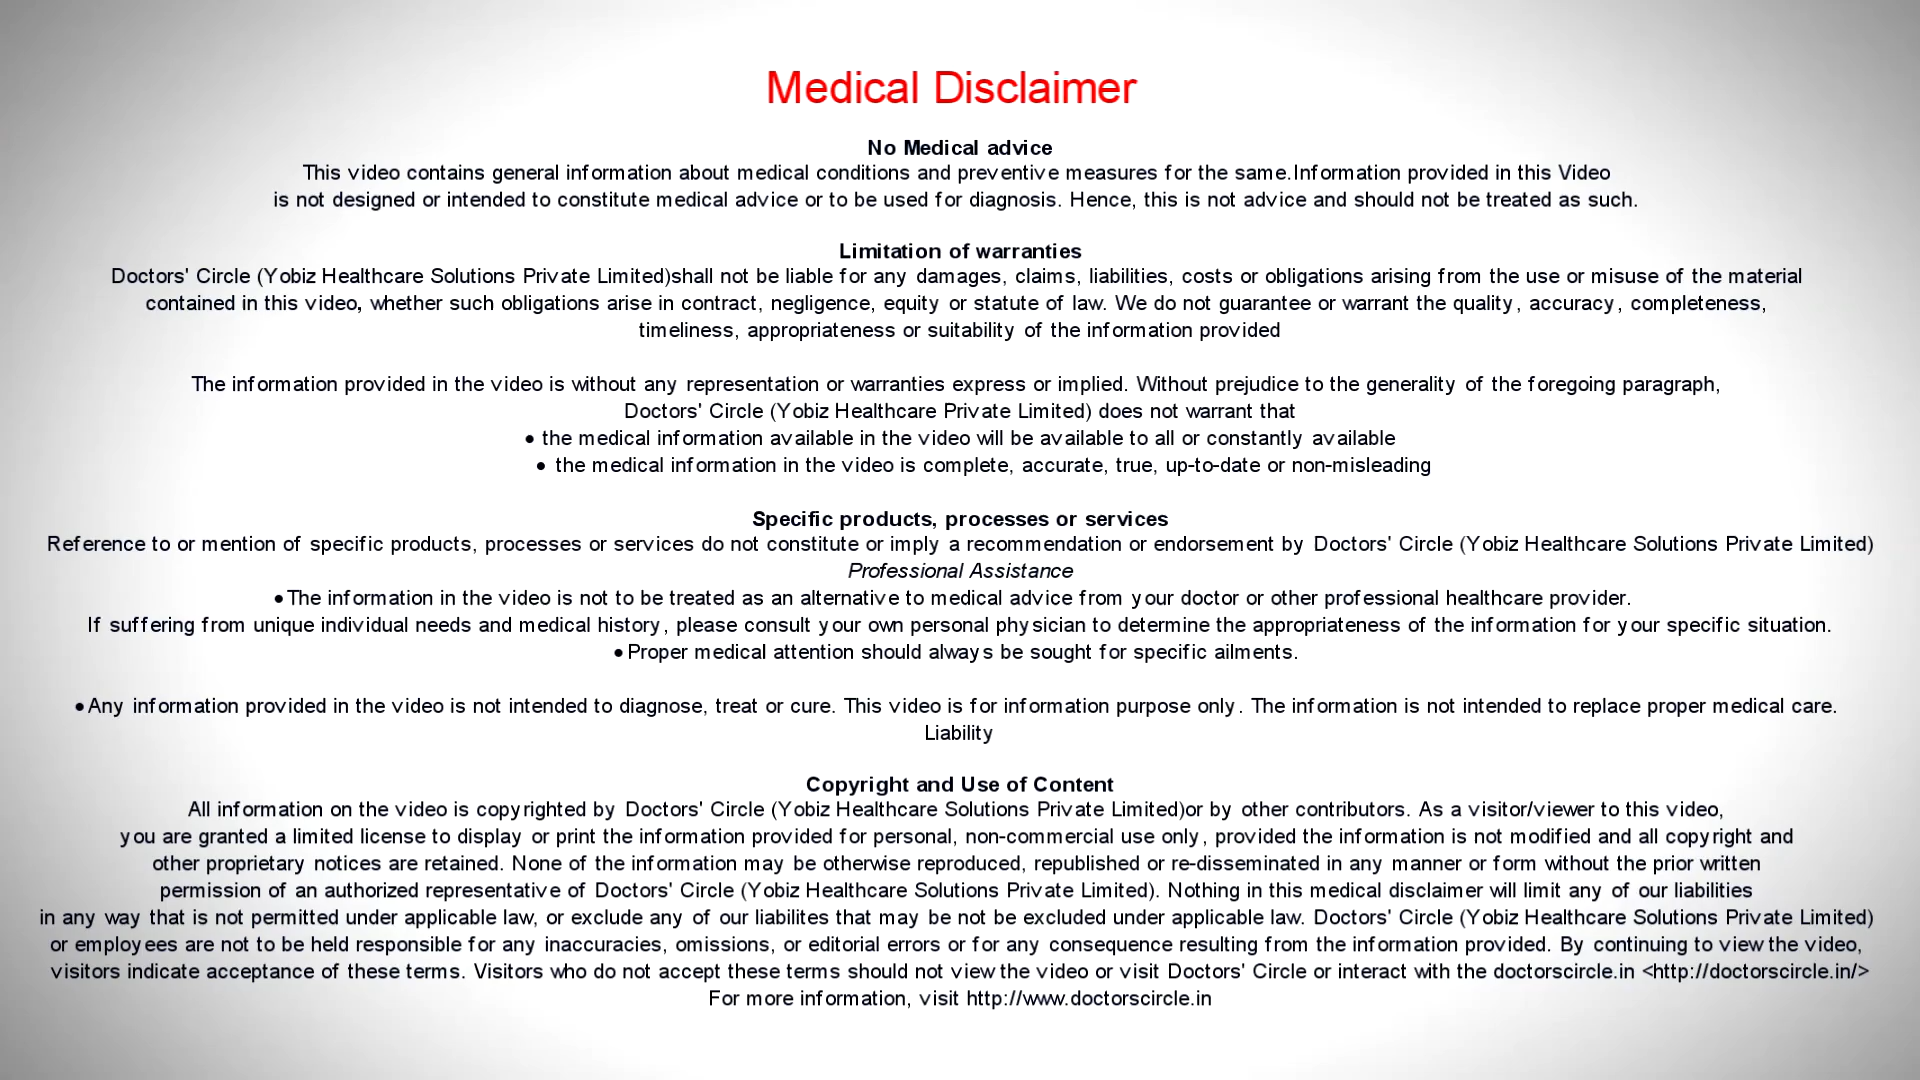 Medical Disclaimer
No Medical advice
This video contains general information about medical conditions and preventive measures for the same.Information provided in this Video
is not designed or intended to constitute medical advice or to be used for diagnosis. Hence, this is not advice and should not be treated as such.
Limitation of warranties
Doctors' Circle (Yobiz Healthcare Solutions Private Limited)shall not be liable for any damages, claims, liabilities, costs or obligations arising from the use or misuse of the material
contained in this video, whether such obligations arise in contract, negligence, equity or statute of law. We do not guarantee or warrant the quality, accuracy, completeness,
timeliness, appropriateness or suitability of the information provided
The information provided in the video is without any representation or warranties express or implied. Without prejudice to the generality of the foregoing paragraph,
Doctors' Circle (Yobiz Healthcare Private Limited) does not warrant that
• the medical information available in the video will be available to all or constantly available
• the medical information in the video is complete, accurate, true, up-to-date or non-misleading
Specific products, processes or services
Reference to or mention of specific products, processes or services do not constitute or imply a recommendation or endorsement by Doctors' Circle (Yobiz Healthcare Solutions Private Limited)
Professional Assistance
•The information in the video is not to be treated as an alternative to medical advice from your doctor or other professional healthcare provider.
If suffering from unique individual needs and medical history, please consult your own personal physician to determine the appropriateness of the information for your specific situation.
•Proper medical attention should always be sought for specific ailments.
•Any information provided in the video is not intended to diagnose, treat or cure. This video is for information purpose only. The information is not intended to replace proper medical care.
Liability
Copyright and Use of Content
All information on the video is copyrighted by Doctors' Circle (Yobiz Healthcare Solutions Private Limited)or by other contributors. As a visitor/viewer to this video,
you are granted a limited license to display or print the information provided for personal, non-commercial use only, provided the information is not modified and all copyright and
other proprietary notices are retained. None of the information may be otherwise reproduced, republished or re-disseminated in any manner or form without the prior written
permission of an authorized representative of Doctors' Circle (Yobiz Healthcare Solutions Private Limited). Nothing in this medical disclaimer will limit any of our liabilities
in any way that is not permitted under applicable law, or exclude any of our liabilites that may be not be excluded under applicable law. Doctors' Circle (Yobiz Healthcare Solutions Private Limited)
or employees are not to be held responsible for any inaccuracies, omissions, or editorial errors or for any consequence resulting from the information provided. By continuing to view the video,
visitors indicate acceptance of these terms. Visitors who do not accept these terms should not view the video or visit Doctors' Circle or interact with the doctorscircle.in <http://doctorscircle.in/>
For more information, visit http://www.doctorscircle.in